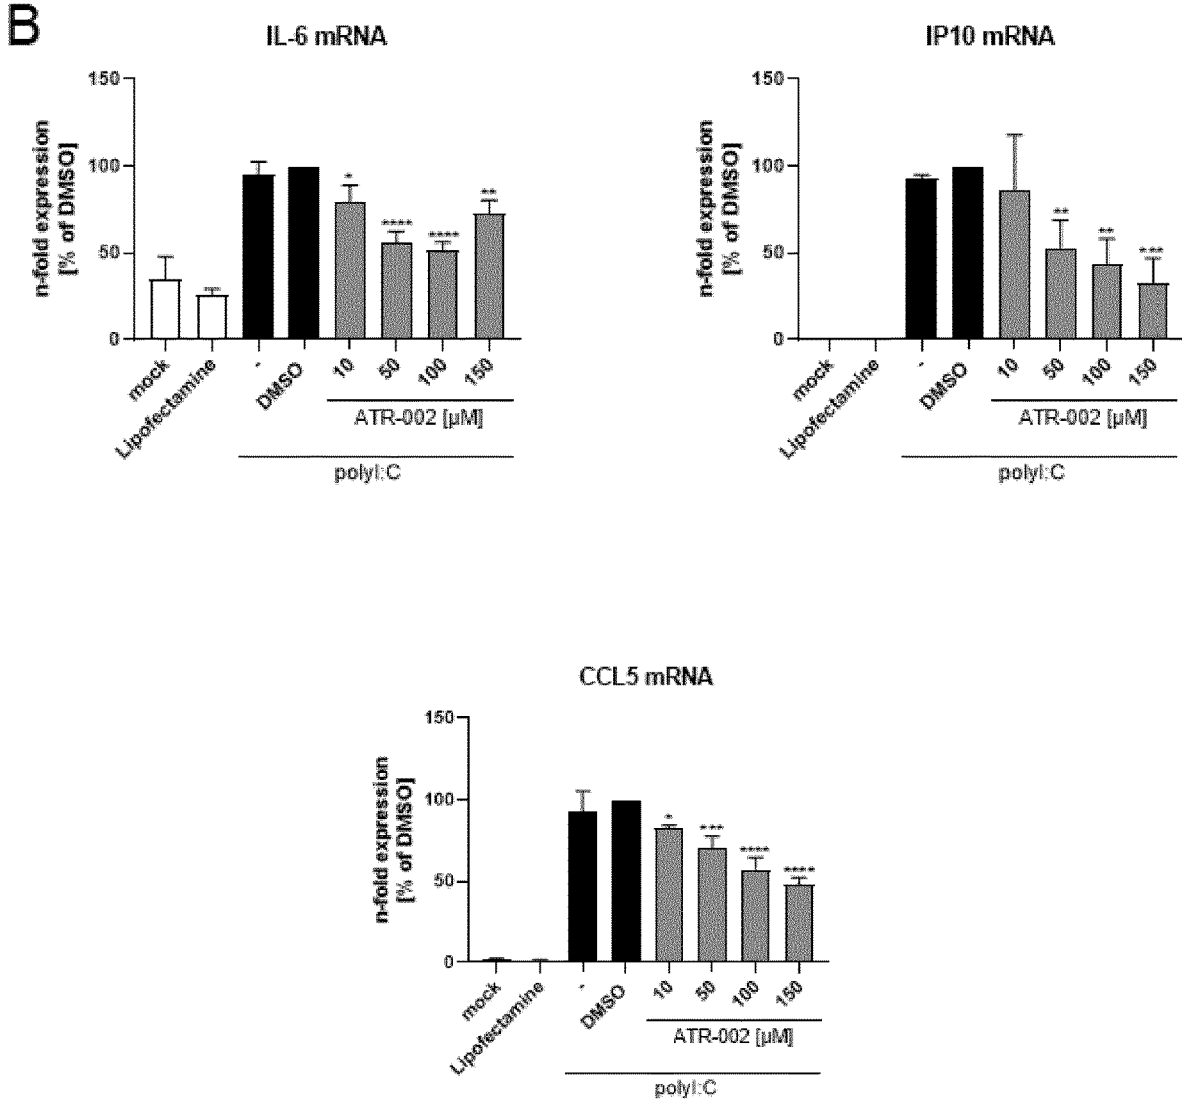 B
IL-6 mRNA
n-fold expression
[% of DMSO]
150
100
50
0
*
****
****
**
mock
Lipofectamine
-
DMSO
10
50
100
150
ATR-002 [µM]
polyI:C
IP10 mRNA
n-fold expression
[% of DMSO]
150
100
50
0
**
**
***
mock
Lipofectamine
-
DMSO
10
50
100
150
ATR-002 [µM]
polyI:C
CCL5 mRNA
n-fold expression
[% of DMSO]
150
100
50
0
*
***
****
****
mock
Lipofectamine
-
DMSO
10
50
100
150
ATR-002 [µM]
polyI:C